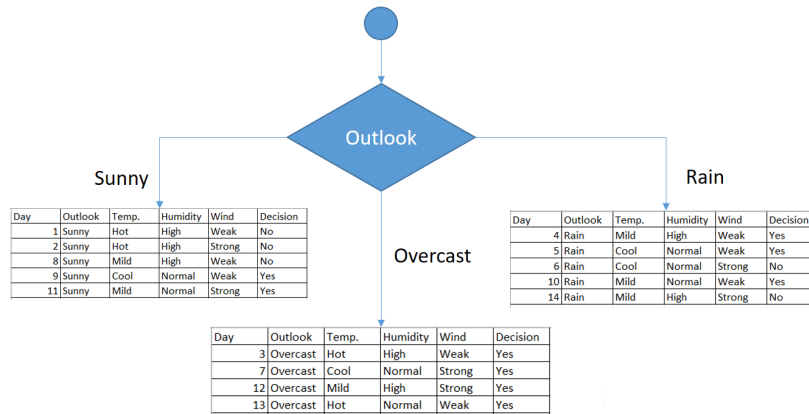 Outlook
Sunny
Rain
Overcast
Day Outlook Temp. Humidity Wind Decision
1 Sunny Hot High Weak No
2 Sunny Hot High Strong No
8 Sunny Mild High Weak No
9 Sunny Cool Normal Weak Yes
11 Sunny Mild Normal Strong Yes
Day Outlook Temp. Humidity Wind Decision
4 Rain Mild High Weak Yes
5 Rain Cool Normal Weak Yes
6 Rain Cool Normal Strong No
10 Rain Mild Normal Weak Yes
14 Rain Mild High Strong No
Day Outlook Temp. Humidity Wind Decision
3 Overcast Hot High Weak Yes
7 Overcast Cool Normal Strong Yes
12 Overcast Mild High Strong Yes
13 Overcast Hot Normal Weak Yes